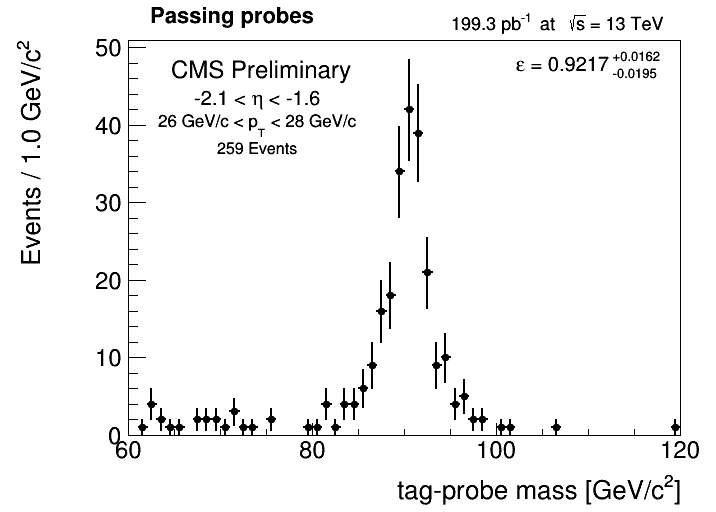 Passing probes
199.3 pb⁻¹ at √s = 13 TeV
CMS Preliminary
ε = 0.9217 +0.0162 -0.0195
-2.1 < η < -1.6
26 GeV/c < p_T < 28 GeV/c
259 Events
Events / 1.0 GeV/c²
50
40
30
20
10
0
60 80 100 120
tag-probe mass [GeV/c²]